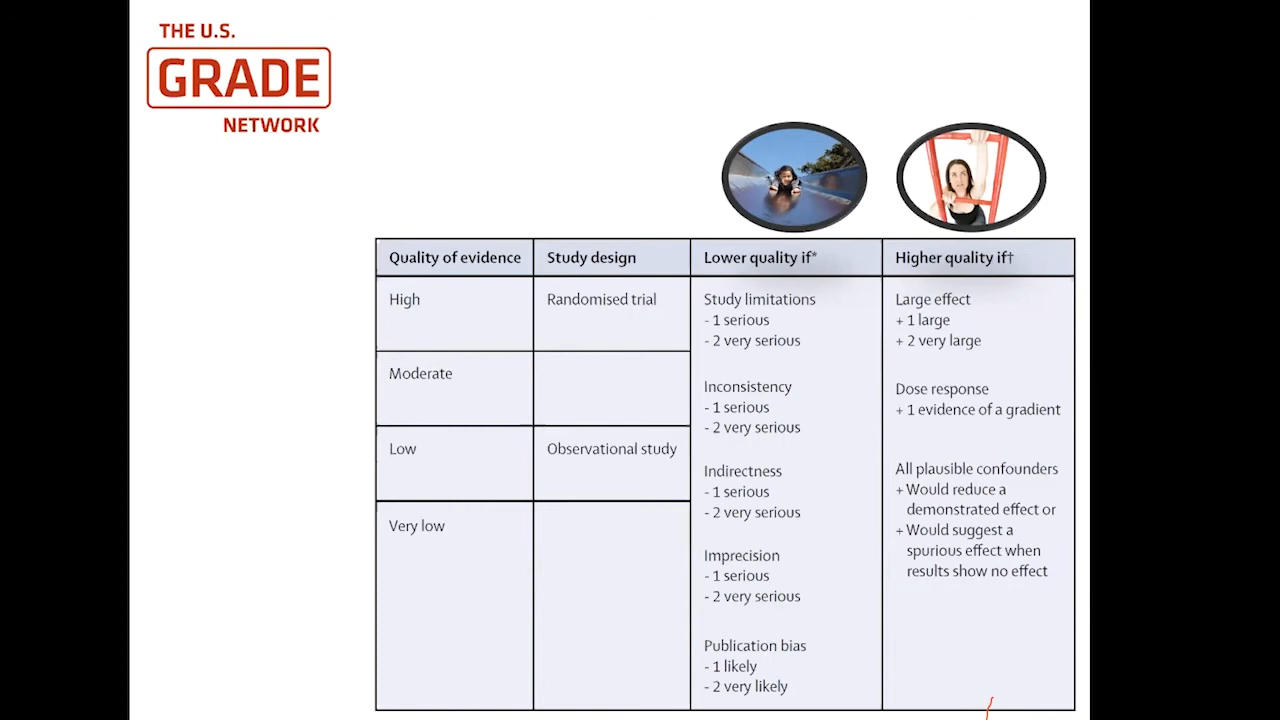 THE U.S.
GRADE
NETWORK
Quality of evidence
Study design
Lower quality if*
Higher quality if†
High
Randomised trial
Moderate
Low
Observational study
Very low
Study limitations
- 1 serious
- 2 very serious
Inconsistency
- 1 serious
- 2 very serious
Indirectness
- 1 serious
- 2 very serious
Imprecision
- 1 serious
- 2 very serious
Publication bias
- 1 likely
- 2 very likely
Large effect
+ 1 large
+ 2 very large
Dose response
+ 1 evidence of a gradient
All plausible confounders
+ Would reduce a
demonstrated effect or
+ Would suggest a
spurious effect when
results show no effect